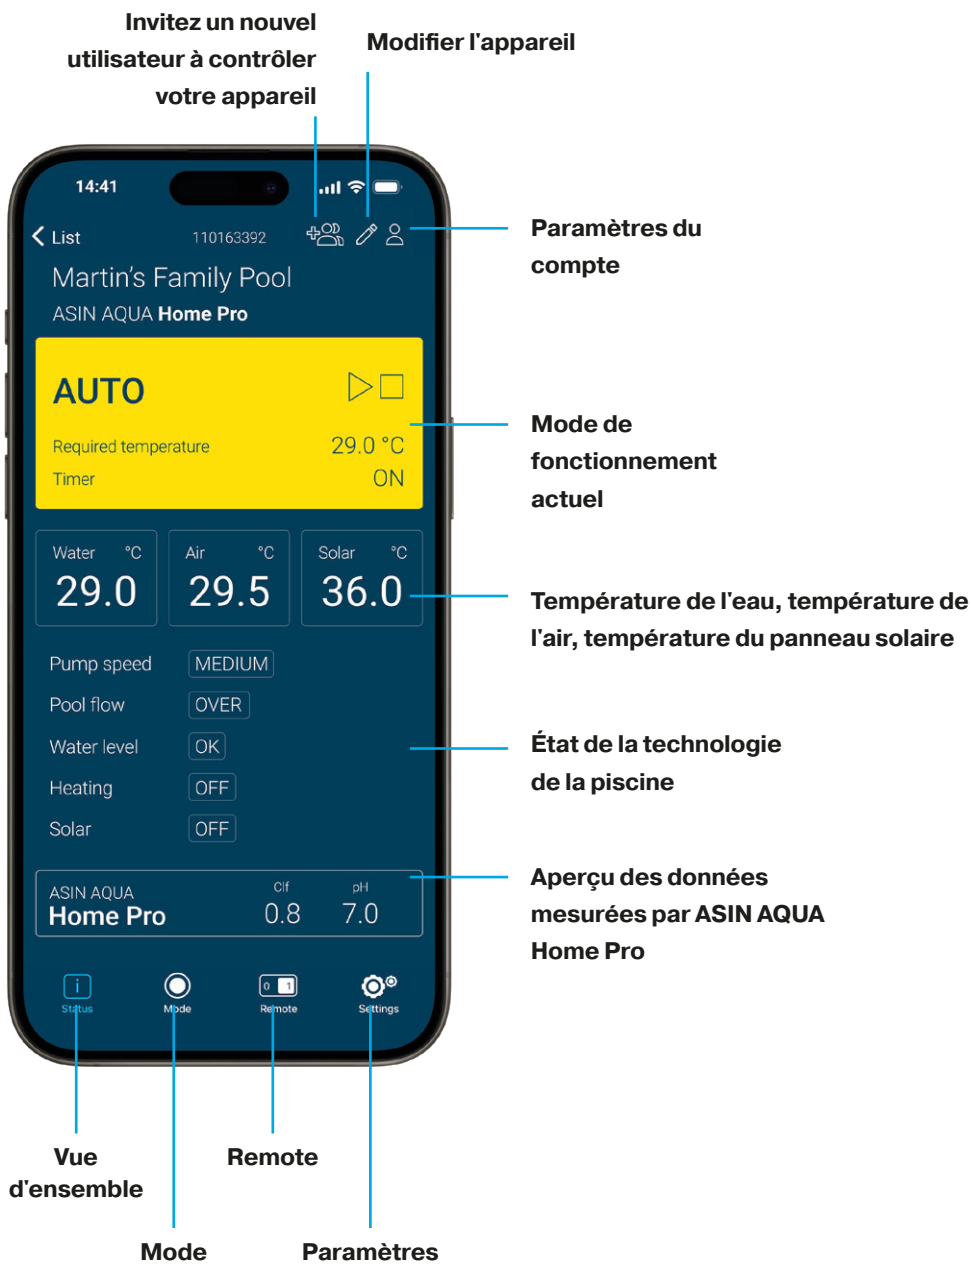 Invitez un nouvel
utilisateur à contrôler
votre appareil
Modifier l'appareil
14:41
List
110163392
Martin's Family Pool
ASIN AQUA Home Pro
Paramètres du
compte
AUTO
Required temperature 29.0 °C
Timer ON
Mode de
fonctionnement
actuel
Water °C
29.0
Air °C
29.5
Solar °C
36.0
Température de l'eau, température de
l'air, température du panneau solaire
Pump speed MEDIUM
Pool flow OVER
Water level OK
Heating OFF
Solar OFF
État de la technologie
de la piscine
ASIN AQUA
Home Pro
Clf
0.8
pH
7.0
Aperçu des données
mesurées par ASIN AQUA
Home Pro
i
Status
Mode
0 1
Remote
Settings
Vue
d'ensemble
Remote
Mode
Paramètres